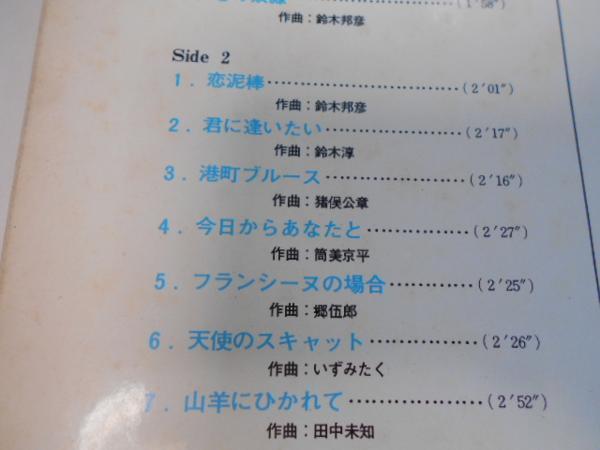 (1′58″)
作曲：鈴木邦彦
Side 2
1．恋泥棒…………………………(2′01″)
作曲：鈴木邦彦
2．君に逢いたい…………………(2′17″)
作曲：鈴木淳
3．港町ブルース…………………(2′16″)
作曲：猪俣公章
4．今日からあなたと……………(2′27″)
作曲：筒美京平
5．フランシーヌの場合…………(2′25″)
作曲：郷伍郎
6．天使のスキャット……………(2′26″)
作曲：いずみたく
7．山羊にひかれて………………(2′52″)
作曲：田中未知